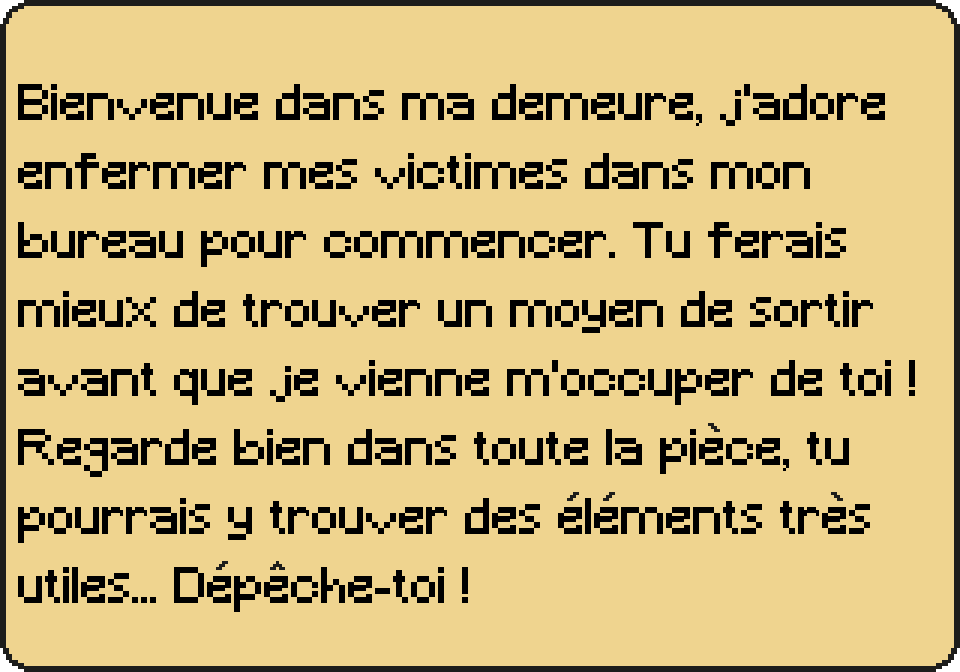 Bienvenue dans ma demeure, j'adore
enfermer mes victimes dans mon
bureau pour commencer. Tu ferais
mieux de trouver un moyen de sortir
avant que je vienne m'occuper de toi !
Regarde bien dans toute la pièce, tu
pourrais y trouver des éléments très
utiles... Dépêche-toi !